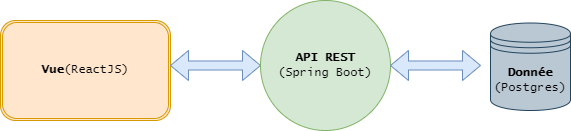 Vue(ReactJS)
API REST
(Spring Boot)
Donnée
(Postgres)